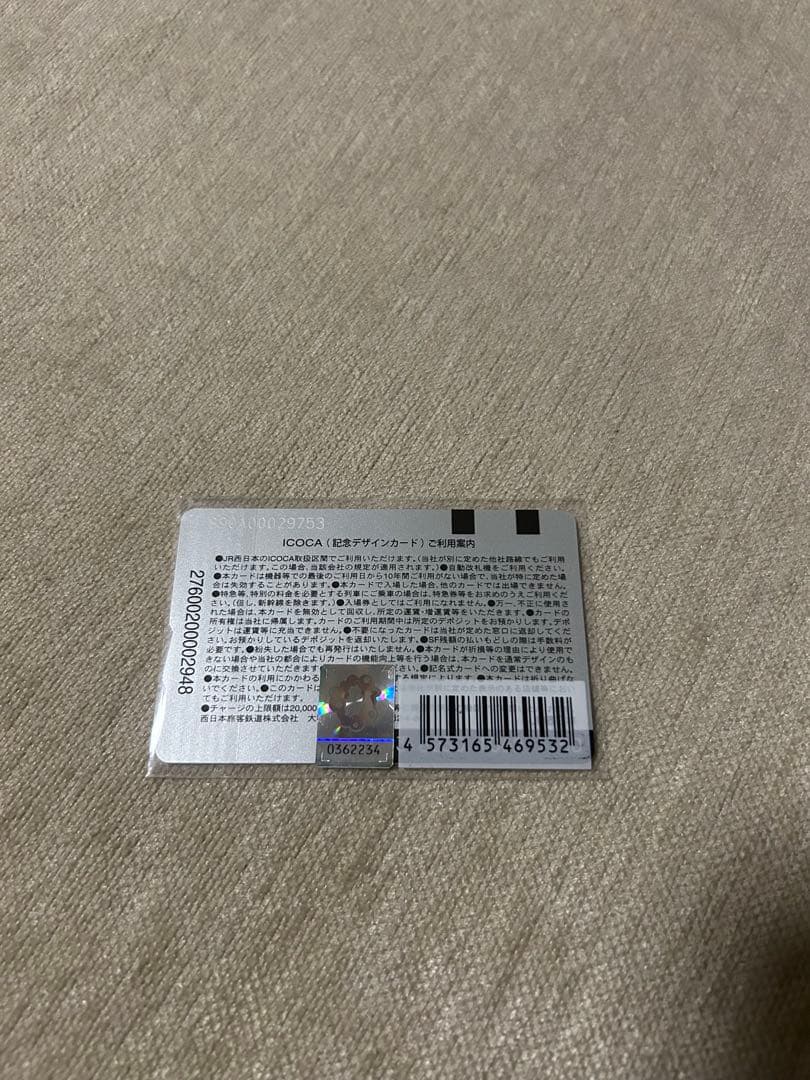 S90A00029753
ICOCA（記念デザインカード）ご利用案内
●JR西日本のICOCA取扱区間でご利用いただけます。（当社が別に定めた他社路線でもご利用
いただけます。この場合、当該会社の規定が適用されます。）●自動改札機をご利用ください。
●本カードは機器等での最後のご利用日から10年間ご利用がない場合で、当社が特に定めた場
合は失効することがあります。●本カードで入場した場合、他のカードでは出場できません。
●特急等、特別の料金を必要とする列車にご乗車の場合は、特急券等をお求めのうえご利用くださ
い。（但し、新幹線を除きます。）●入場券としてはご利用になれません。●万一、不正に使用さ
れた場合は、本カードを無効として回収し、所定の運賃・増運賃等をいただきます。●カードの
所有権は当社に帰属します。カードのご利用期間中は所定のデポジットをお預かりします。デポ
ジットは運賃等に充当できません。●不要になったカードは当社が定めた窓口に返却してくだ
さい。お預かりしているデポジットを返却いたします。●SF残額の払いもどしの際は手数料が
必要です。●紛失した場合でも再発行はいたしません。●本カードが折損等の理由により使用で
きない場合や当社の都合によりカードの機能向上等を行う場合は、本カードを通常デザインのも
のに交換させていただきます ください。●記名式カードへの変更はできません。
●本カードの利用にかかわる する規定によります。●本カードは折り曲げな
いでください。●このカードは
てもご利用いただけます。
●チャージの上限額は20,000
西日本旅客鉄道株式会社 大
27600200002948
0362234
4 573165 469532